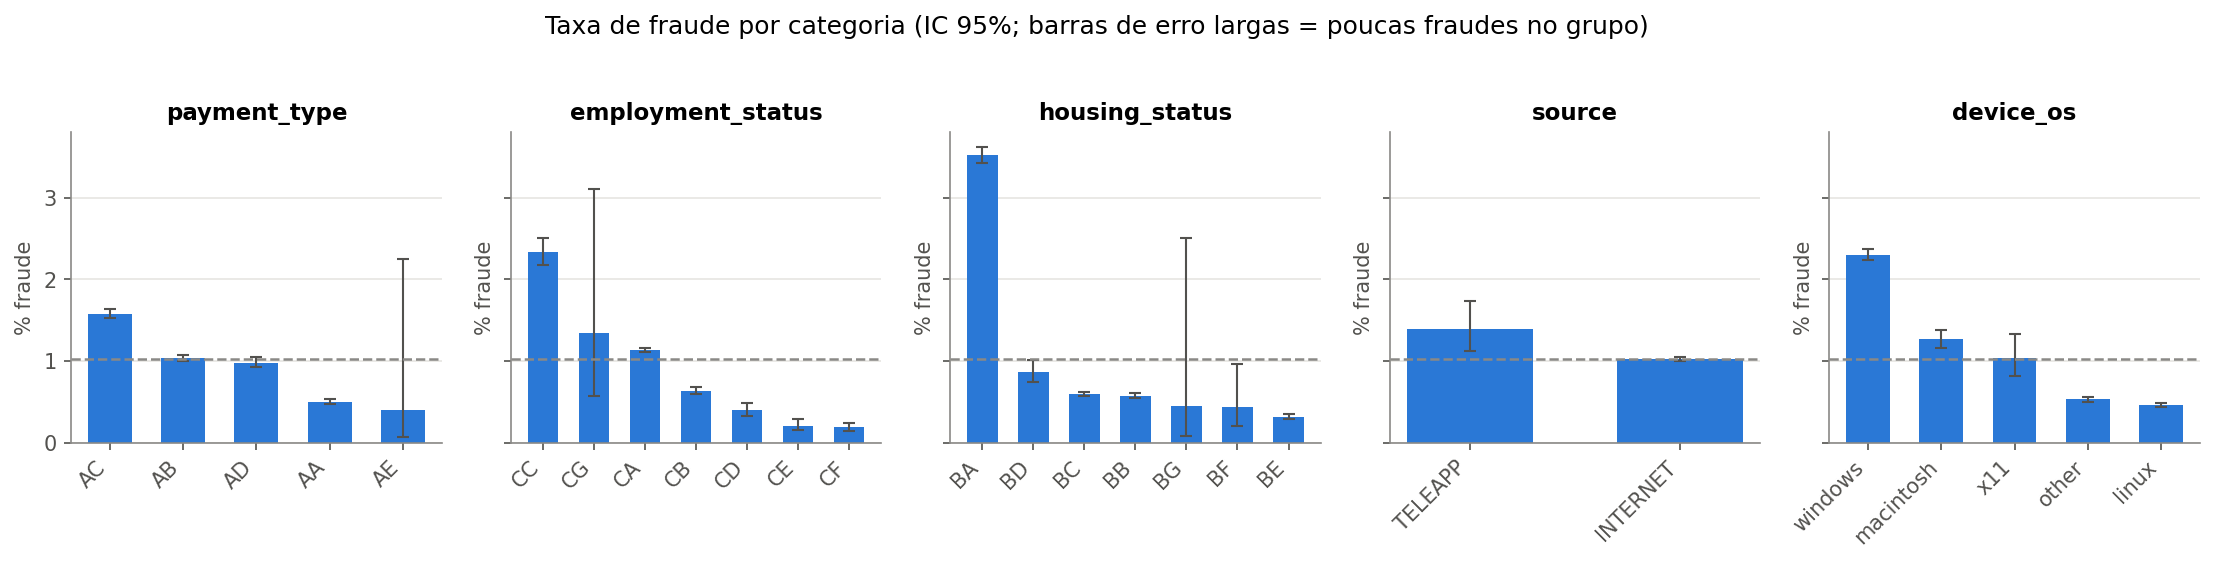 Taxa de fraude por categoria (IC 95%; barras de erro largas = poucas fraudes no grupo)
payment_type
% fraude
3
2
1
0
AC
AB
AD
AA
AE
employment_status
% fraude
CC
CG
CA
CB
CD
CE
CF
housing_status
% fraude
BA
BD
BC
BB
BG
BF
BE
source
% fraude
TELEAPP
INTERNET
device_os
% fraude
windows
macintosh
x11
other
linux